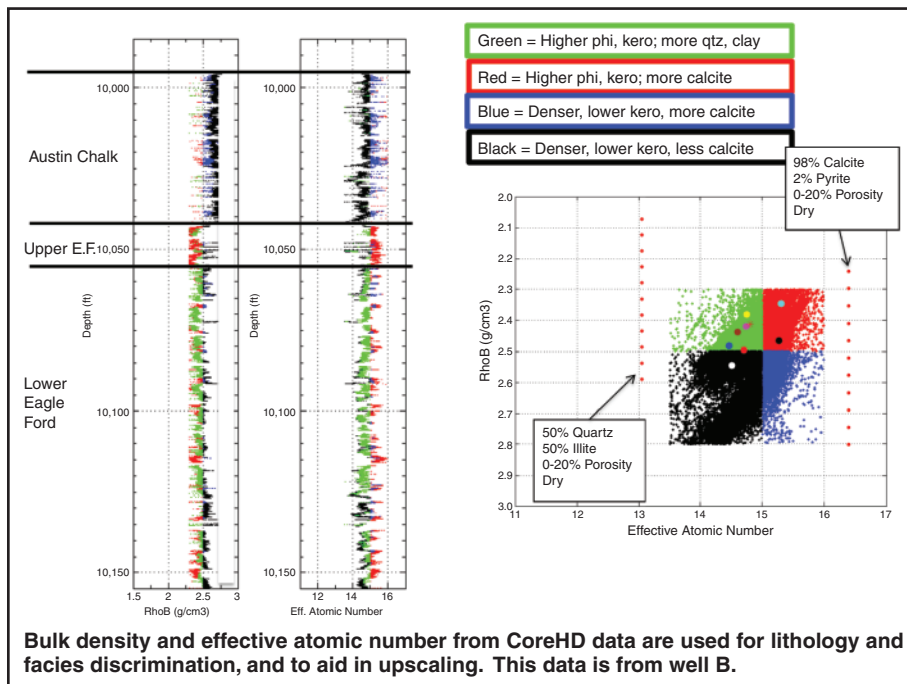 Green = Higher phi, kero; more qtz, clay
Red = Higher phi, kero; more calcite
Blue = Denser, lower kero, more calcite
Black = Denser, lower kero, less calcite
Austin Chalk
Upper E.F.
Lower
Eagle
Ford
10,000
10,050
10,100
10,150
Depth (ft)
1.5
2
2.5
3
RhoB (g/cm3)
10,000
10,050
10,100
10,150
Depth (ft)
12
14
16
Eff. Atomic Number
98% Calcite
2% Pyrite
0-20% Porosity
Dry
2.0
2.1
2.2
2.3
2.4
2.5
2.6
2.7
2.8
2.9
3.0
RhoB (g/cm3)
50% Quartz
50% Illite
0-20% Porosity
Dry
11
12
13
14
15
16
17
Effective Atomic Number
Bulk density and effective atomic number from CoreHD data are used for lithology and
facies discrimination, and to aid in upscaling. This data is from well B.